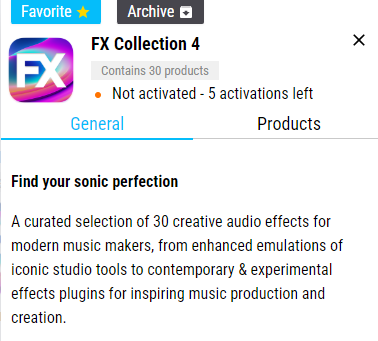 Favorite
Archive
FX
FX Collection 4
Contains 30 products
Not activated - 5 activations left
General
Products
Find your sonic perfection
A curated selection of 30 creative audio effects for
modern music makers, from enhanced emulations of
iconic studio tools to contemporary & experimental
effects plugins for inspiring music production and
creation.